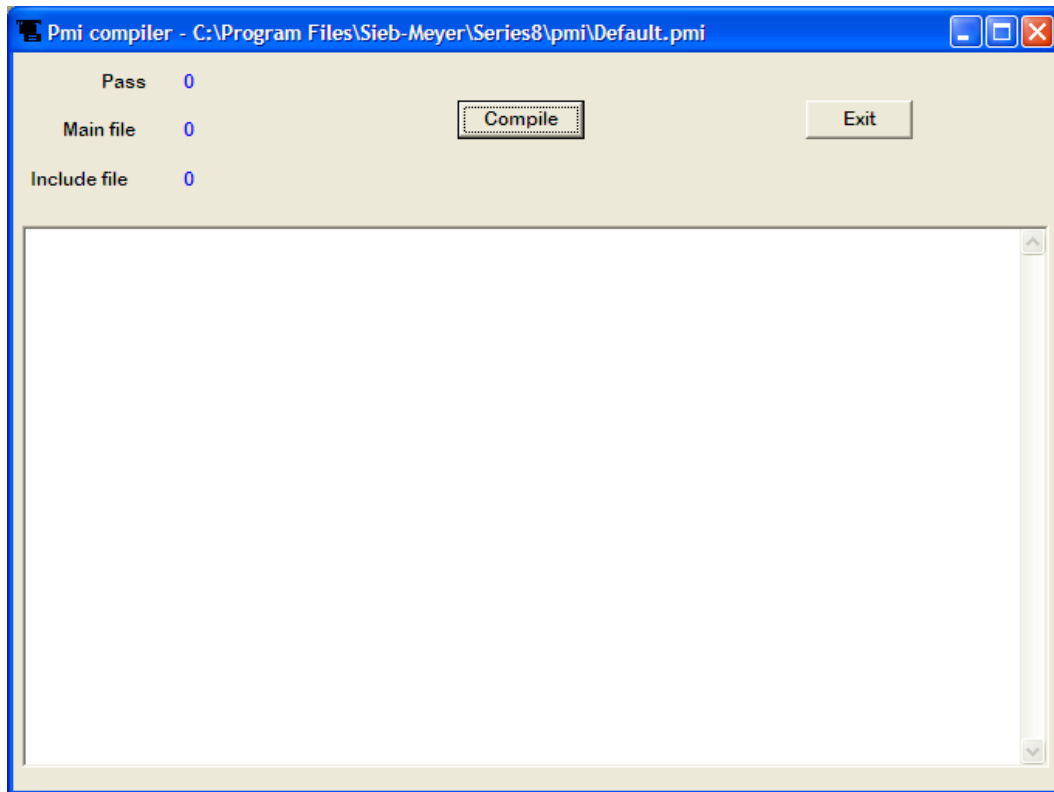 Pmi compiler - C:\Program Files\Sieb-Meyer\Series8\pmi\Default.pmi
Pass 0
Compile Exit
Main file 0
Include file 0